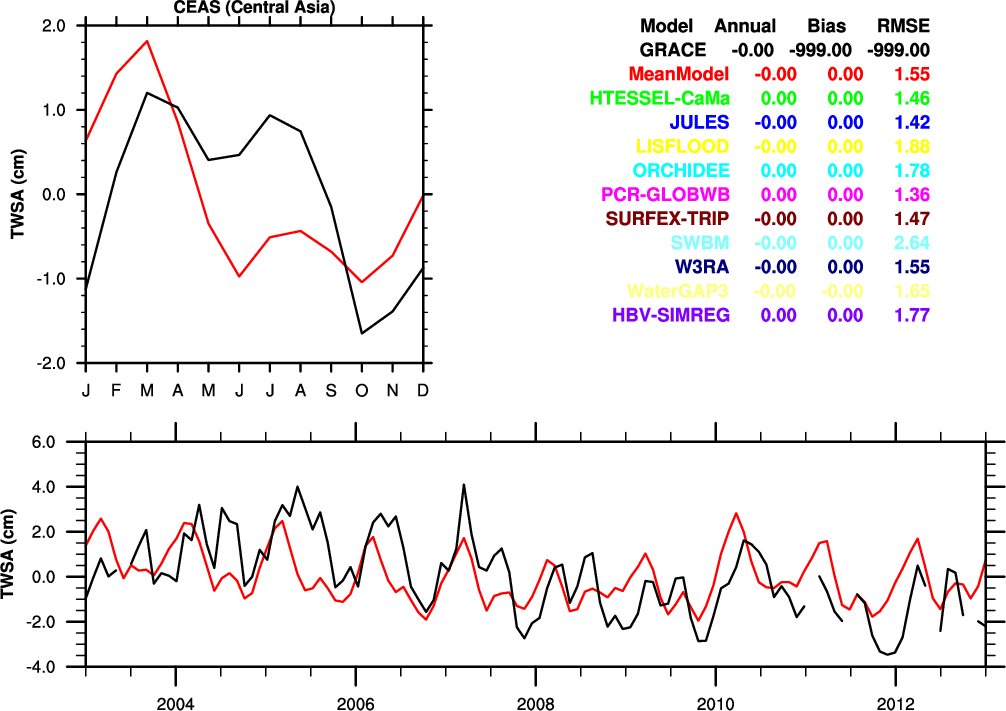 CEAS (Central Asia)
TWSA (cm)
2.0
1.0
0.0
-1.0
-2.0
J F M A M J J A S O N D
Model Annual Bias RMSE
GRACE -0.00 -999.00 -999.00
MeanModel -0.00 0.00 1.55
HTESSEL-CaMa 0.00 0.00 1.46
JULES -0.00 0.00 1.42
LISFLOOD -0.00 0.00 1.88
ORCHIDEE 0.00 0.00 1.78
PCR-GLOBWB 0.00 0.00 1.36
SURFEX-TRIP -0.00 0.00 1.47
SWBM -0.00 0.00 2.64
W3RA -0.00 0.00 1.55
WaterGAP3 -0.00 -0.00 1.65
HBV-SIMREG 0.00 0.00 1.77
TWSA (cm)
6.0
4.0
2.0
0.0
-2.0
-4.0
2004 2006 2008 2010 2012